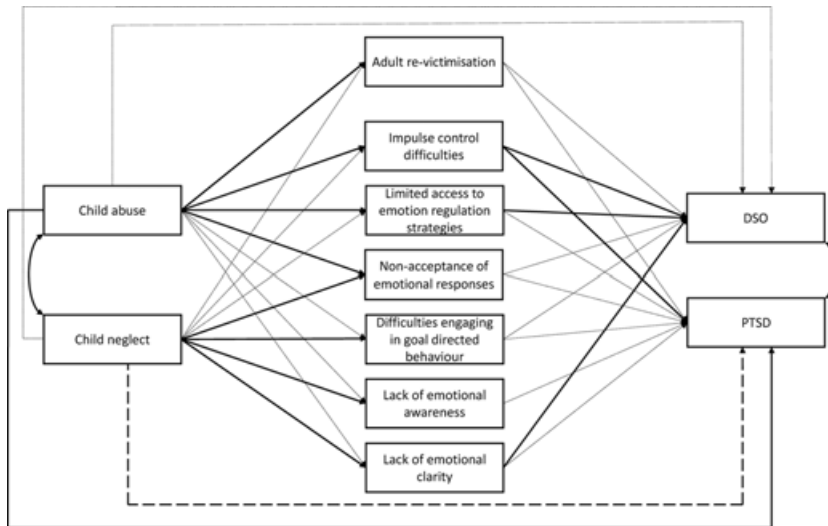 Adult re-victimisation
Impulse control
difficulties
Limited access to
emotion regulation
strategies
Child abuse
DSO
Non-acceptance of
emotional responses
Child neglect
Difficulties engaging
in goal directed
behaviour
PTSD
Lack of emotional
awareness
Lack of emotional
clarity